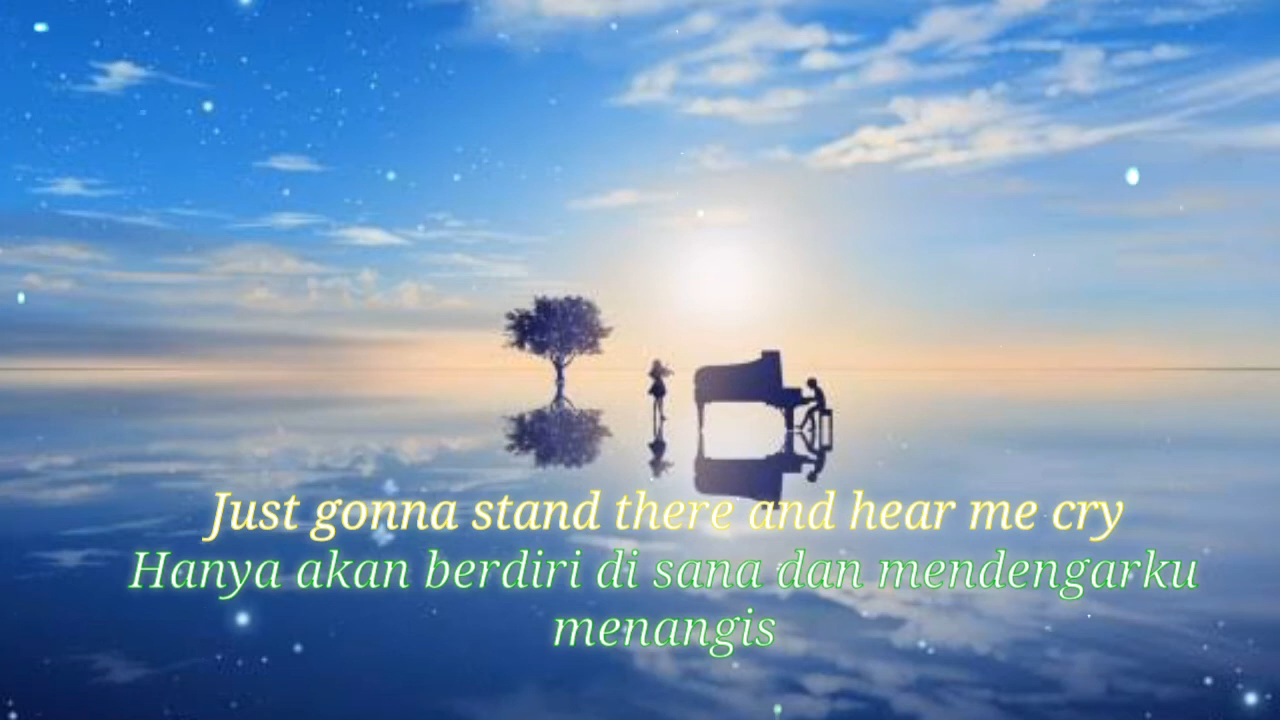 Just gonna stand there and hear me cry
Hanya akan berdiri di sana dan mendengarku
menangis